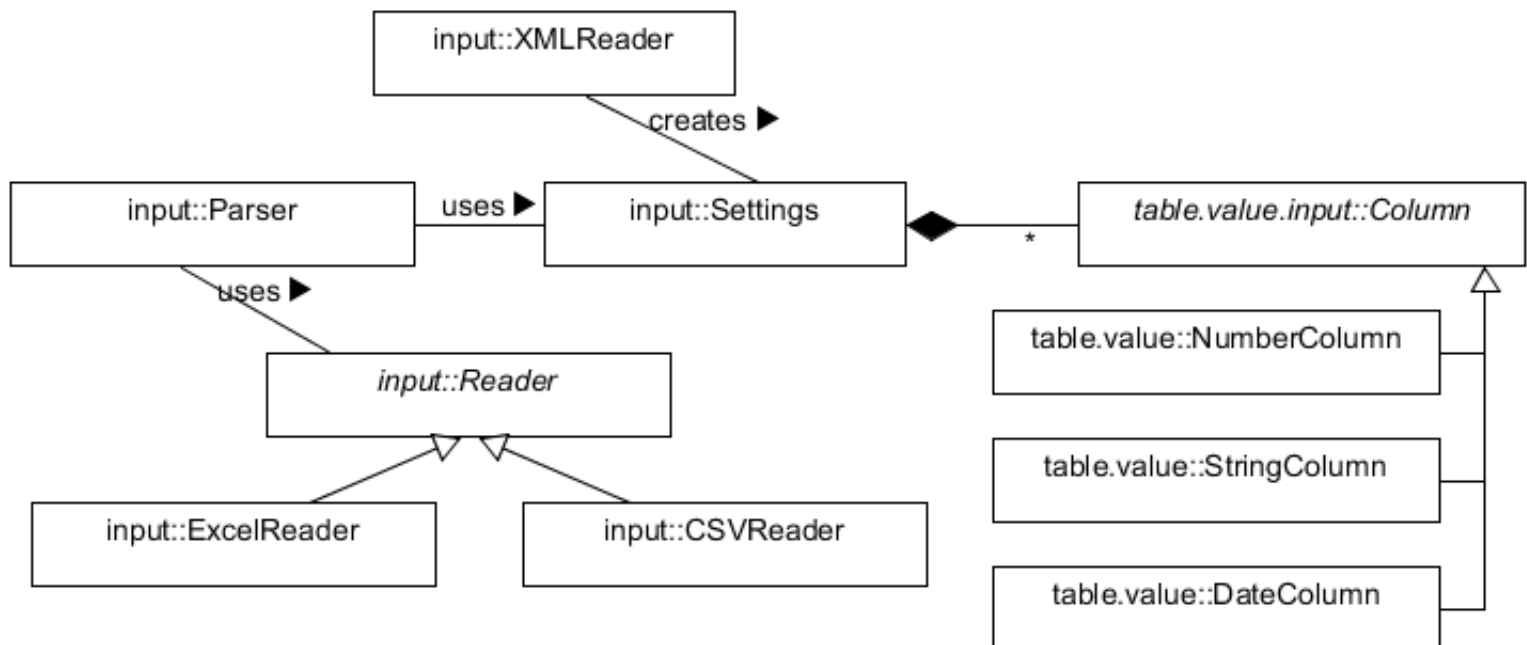 input::XMLReader
creates ▶
input::Parser
uses ▶
input::Settings
*
table.value.input::Column
uses ▶
table.value::NumberColumn
input::Reader
table.value::StringColumn
input::ExcelReader
input::CSVReader
table.value::DateColumn